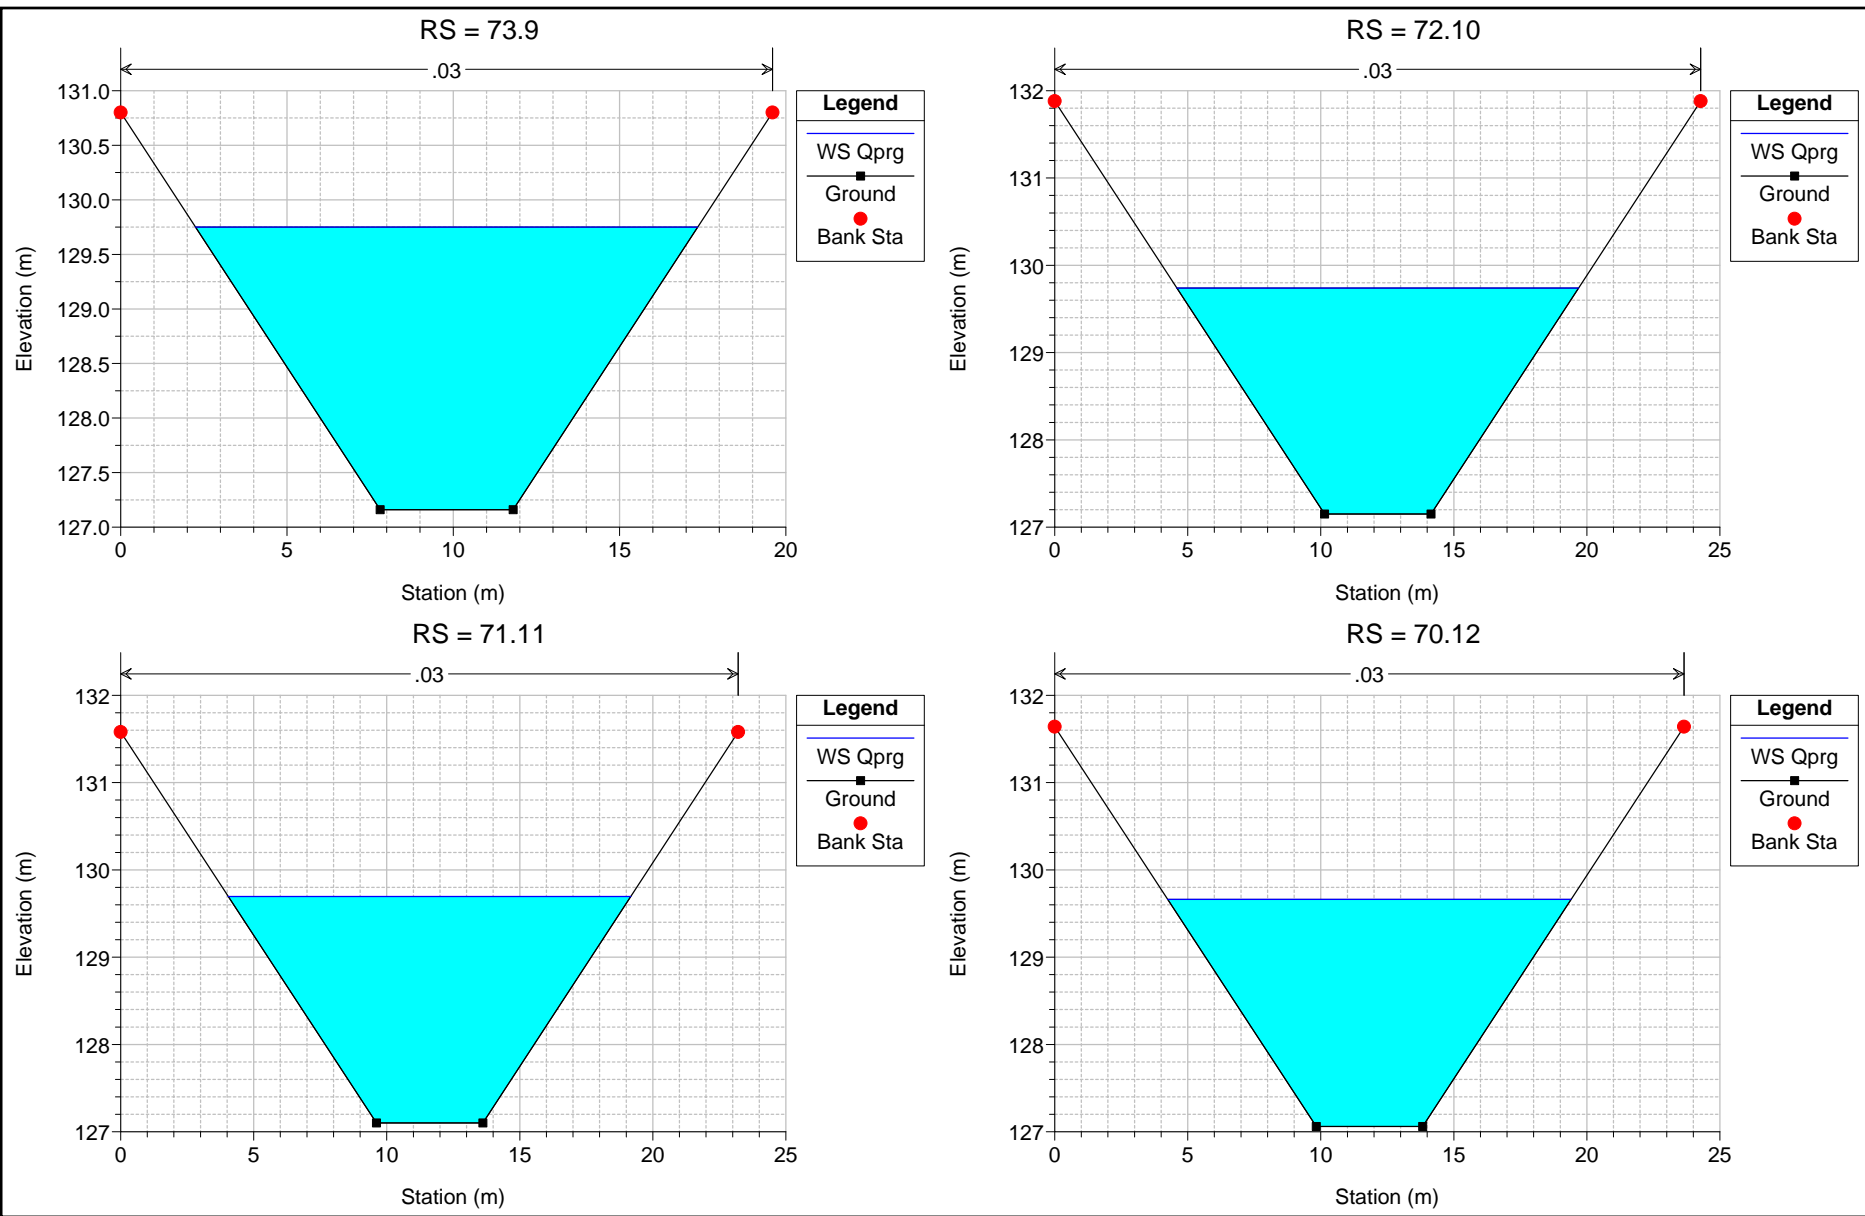 RS = 73.9
.03
131.0
130.5
130.0
129.5
129.0
128.5
128.0
127.5
127.0
0 5 10 15 20
Elevation (m)
Station (m)
Legend
WS Qprg
Ground
Bank Sta
RS = 72.10
.03
132
131
130
129
128
127
0 5 10 15 20 25
Elevation (m)
Station (m)
Legend
WS Qprg
Ground
Bank Sta
RS = 71.11
.03
132
131
130
129
128
127
0 5 10 15 20 25
Elevation (m)
Station (m)
Legend
WS Qprg
Ground
Bank Sta
RS = 70.12
.03
132
131
130
129
128
127
0 5 10 15 20 25
Elevation (m)
Station (m)
Legend
WS Qprg
Ground
Bank Sta